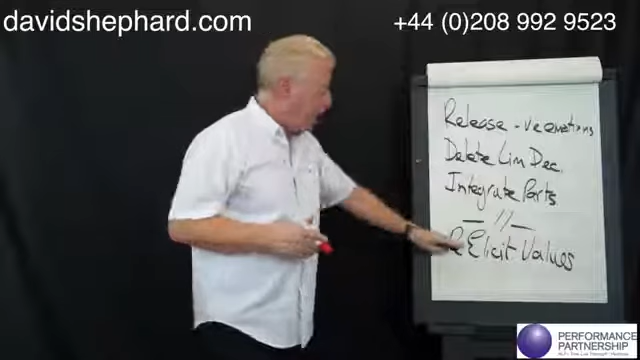 davidshephard.com
+44 (0)208 992 9523
Release -ve emotions
Delete Lim Dec.
Integrate Parts
— // —
Elicit Values
PERFORMANCE
PARTNERSHIP